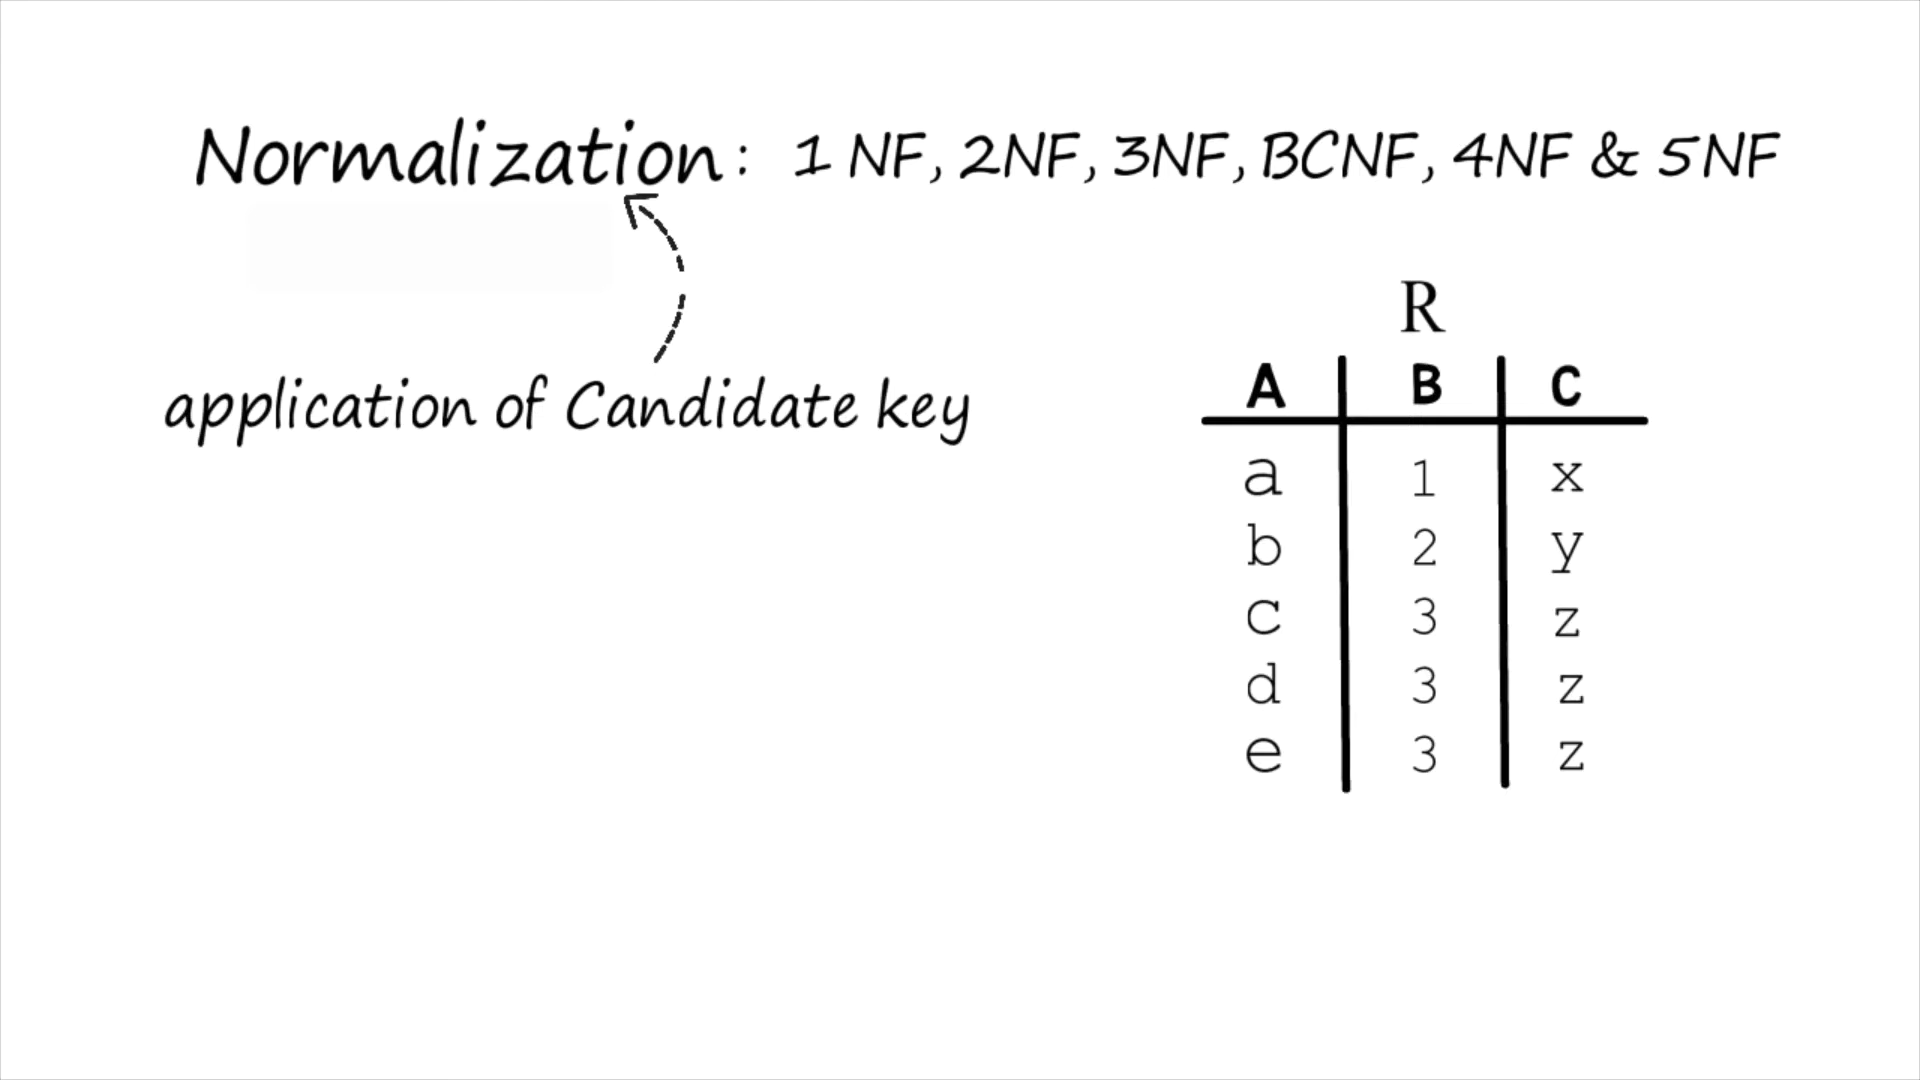 Normalization: 1 NF, 2NF, 3NF, BCNF, 4NF & 5NF
application of Candidate key
R
A B C
a 1 x
b 2 y
c 3 z
d 3 z
e 3 z